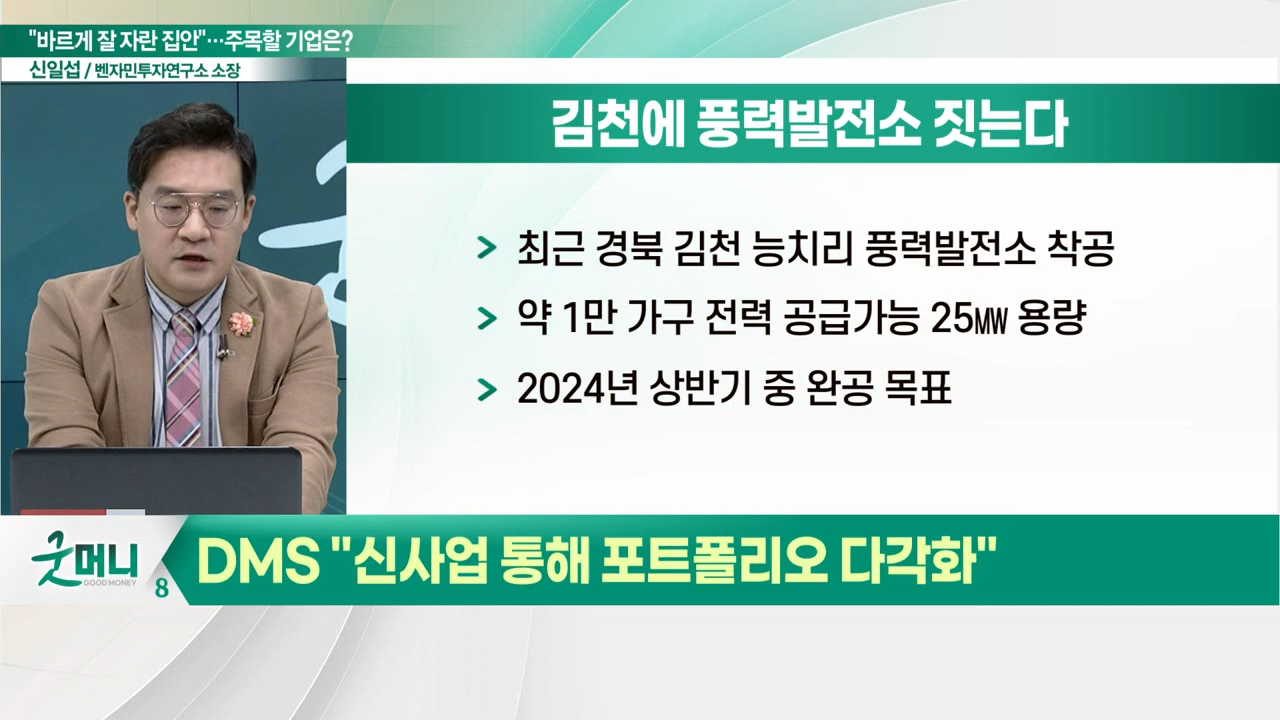 "바르게 잘 자란 집안"…주목할 기업은?
신일섭 / 벤자민투자연구소 소장
김천에 풍력발전소 짓는다
> 최근 경북 김천 능치리 풍력발전소 착공
> 약 1만 가구 전력 공급가능 25㎿ 용량
> 2024년 상반기 중 완공 목표
굿머니
GOOD MONEY
8
DMS "신사업 통해 포트폴리오 다각화"